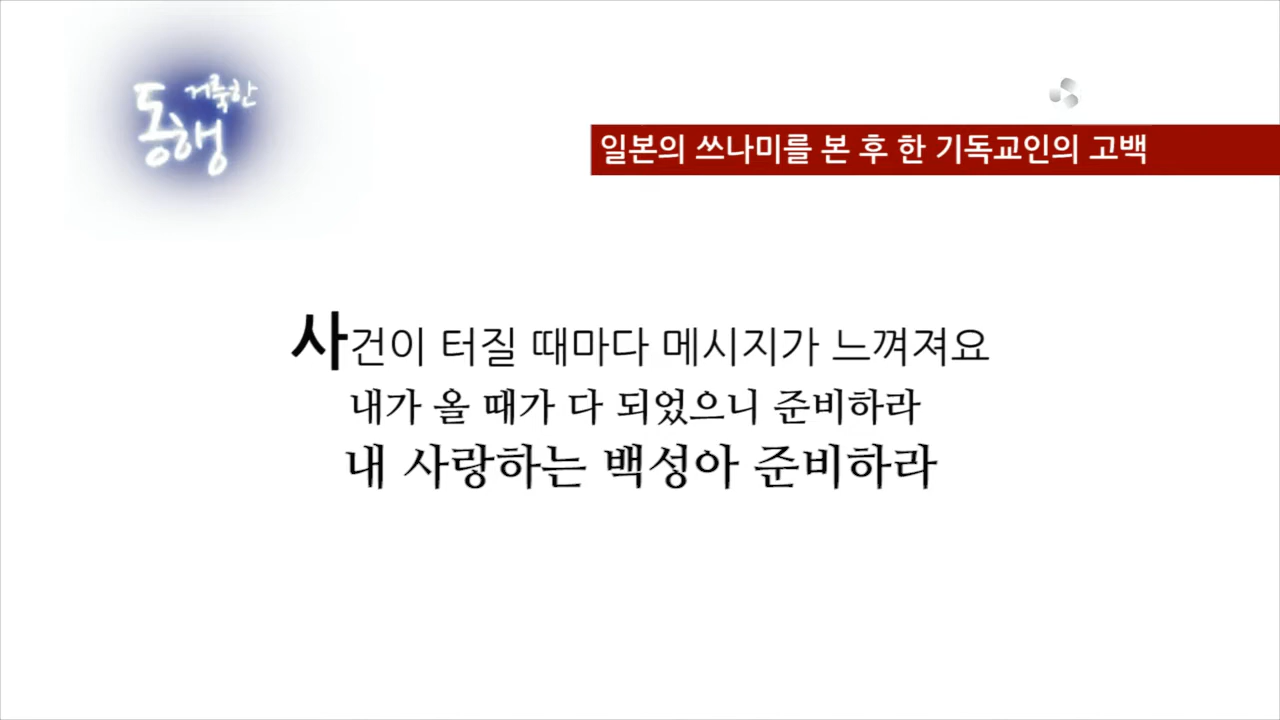 거룩한
동행
일본의 쓰나미를 본 후 한 기독교인의 고백
사건이 터질 때마다 메시지가 느껴져요
내가 올 때가 다 되었으니 준비하라
내 사랑하는 백성아 준비하라